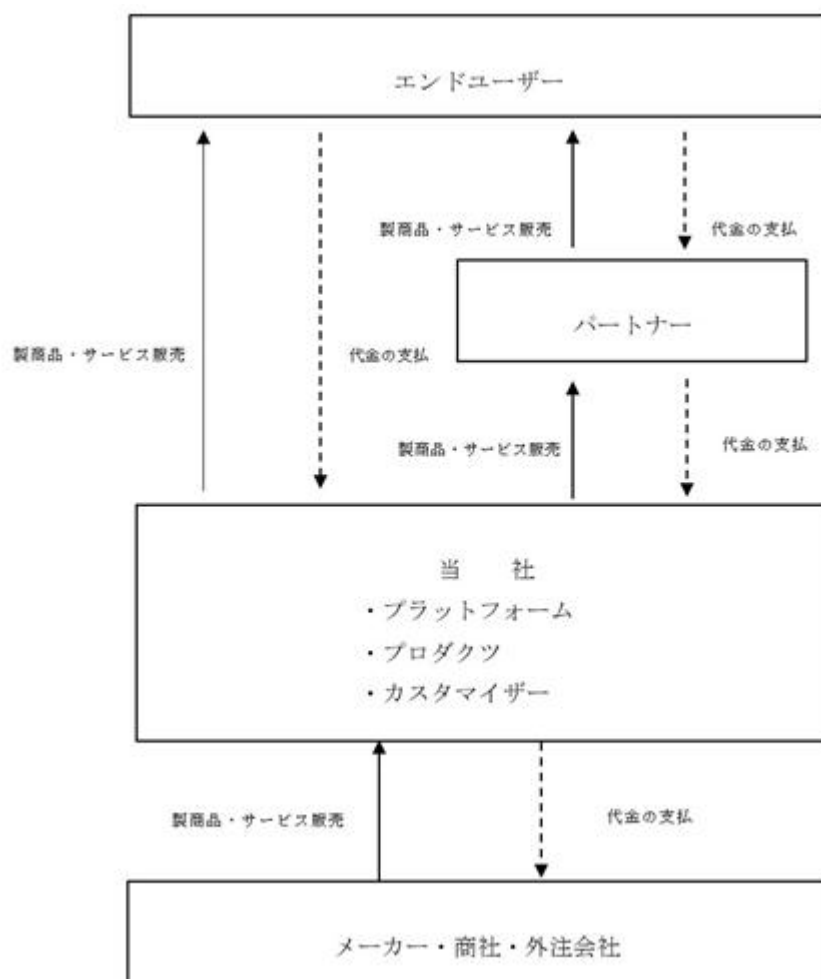 エンドユーザー
製商品・サービス販売
代金の支払
パートナー
製商品・サービス販売
代金の支払
製商品・サービス販売
代金の支払
当　　社
・プラットフォーム
・プロダクツ
・カスタマイザー
製商品・サービス販売
代金の支払
メーカー・商社・外注会社